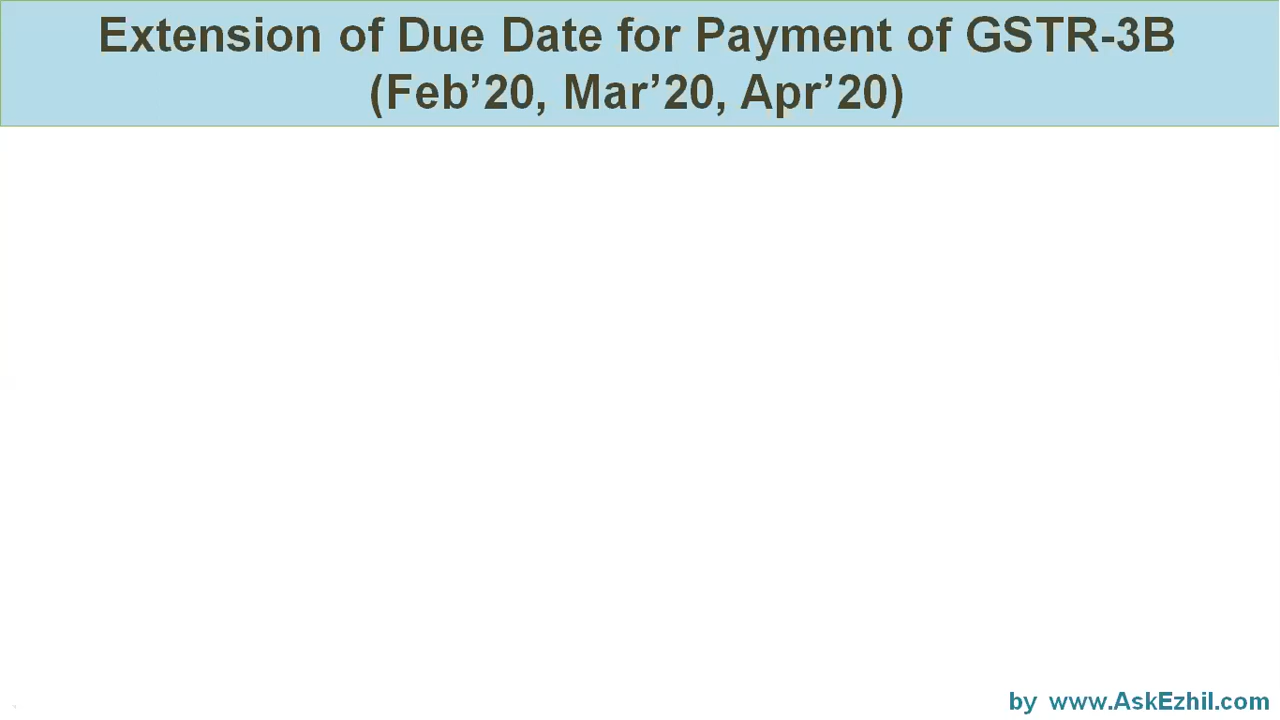 Extension of Due Date for Payment of GSTR-3B
(Feb’20, Mar’20, Apr’20)
by www.AskEzhil.com